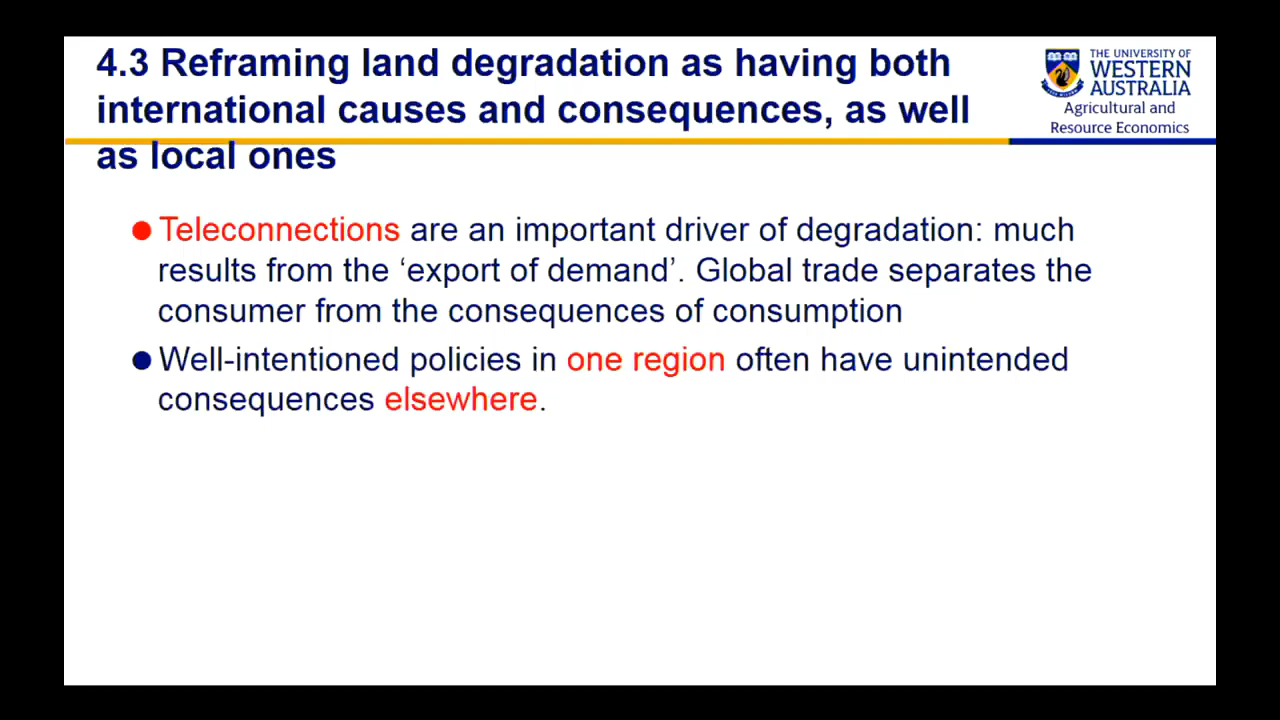 4.3 Reframing land degradation as having both
international causes and consequences, as well
as local ones
THE UNIVERSITY OF
WESTERN
AUSTRALIA
Agricultural and
Resource Economics
Teleconnections are an important driver of degradation: much
results from the ‘export of demand’. Global trade separates the
consumer from the consequences of consumption
Well-intentioned policies in one region often have unintended
consequences elsewhere.